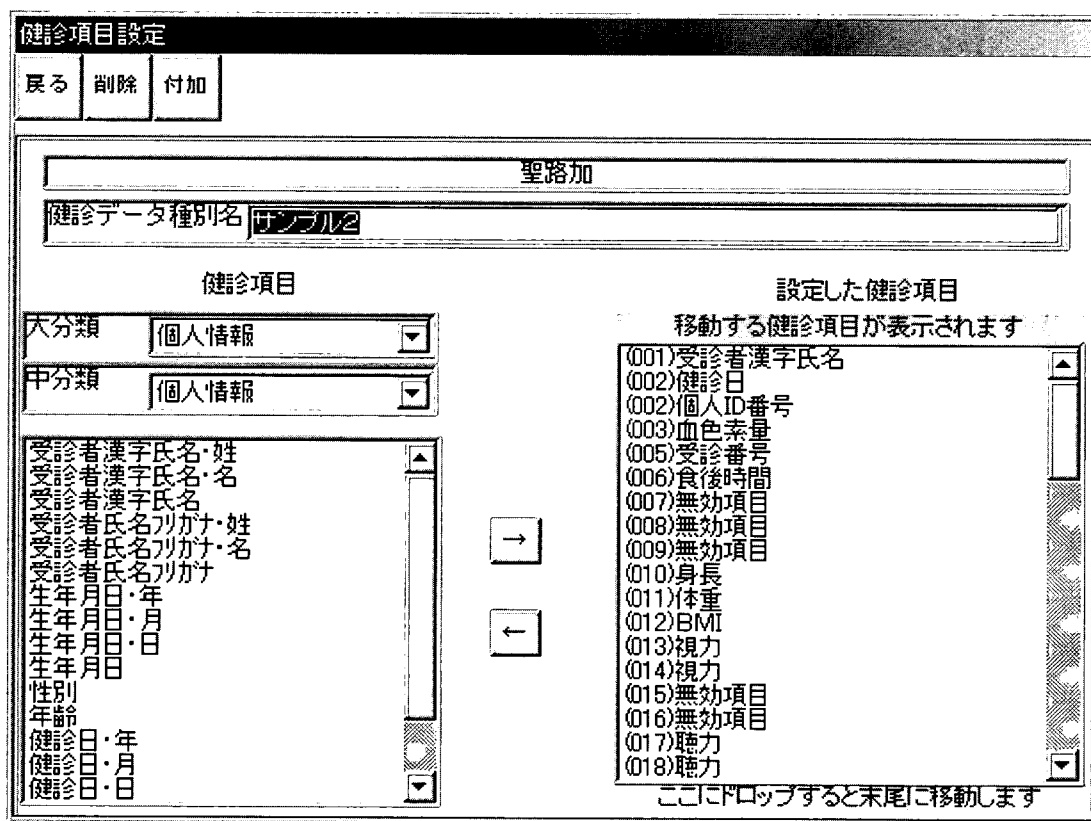 健診項目設定
戻る 削除 付加
聖路加
健診データ種別名 サンプル2
健診項目
大分類 個人情報
中分類 個人情報
受診者漢字氏名・姓
受診者漢字氏名・名
受診者漢字氏名
受診者氏名フリガナ・姓
受診者氏名フリガナ・名
受診者氏名フリガナ
生年月日・年
生年月日・月
生年月日・日
生年月日
性別
年齢
健診日・年
健診日・月
健診日・日
→
←
設定した健診項目
移動する健診項目が表示されます
(001)受診者漢字氏名
(002)健診日
(002)個人ID番号
(003)血色素量
(005)受診番号
(006)食後時間
(007)無効項目
(008)無効項目
(009)無効項目
(010)身長
(011)体重
(012)BMI
(013)視力
(014)視力
(015)無効項目
(016)無効項目
(017)聴力
(018)聴力
ここにドロップすると末尾に移動します